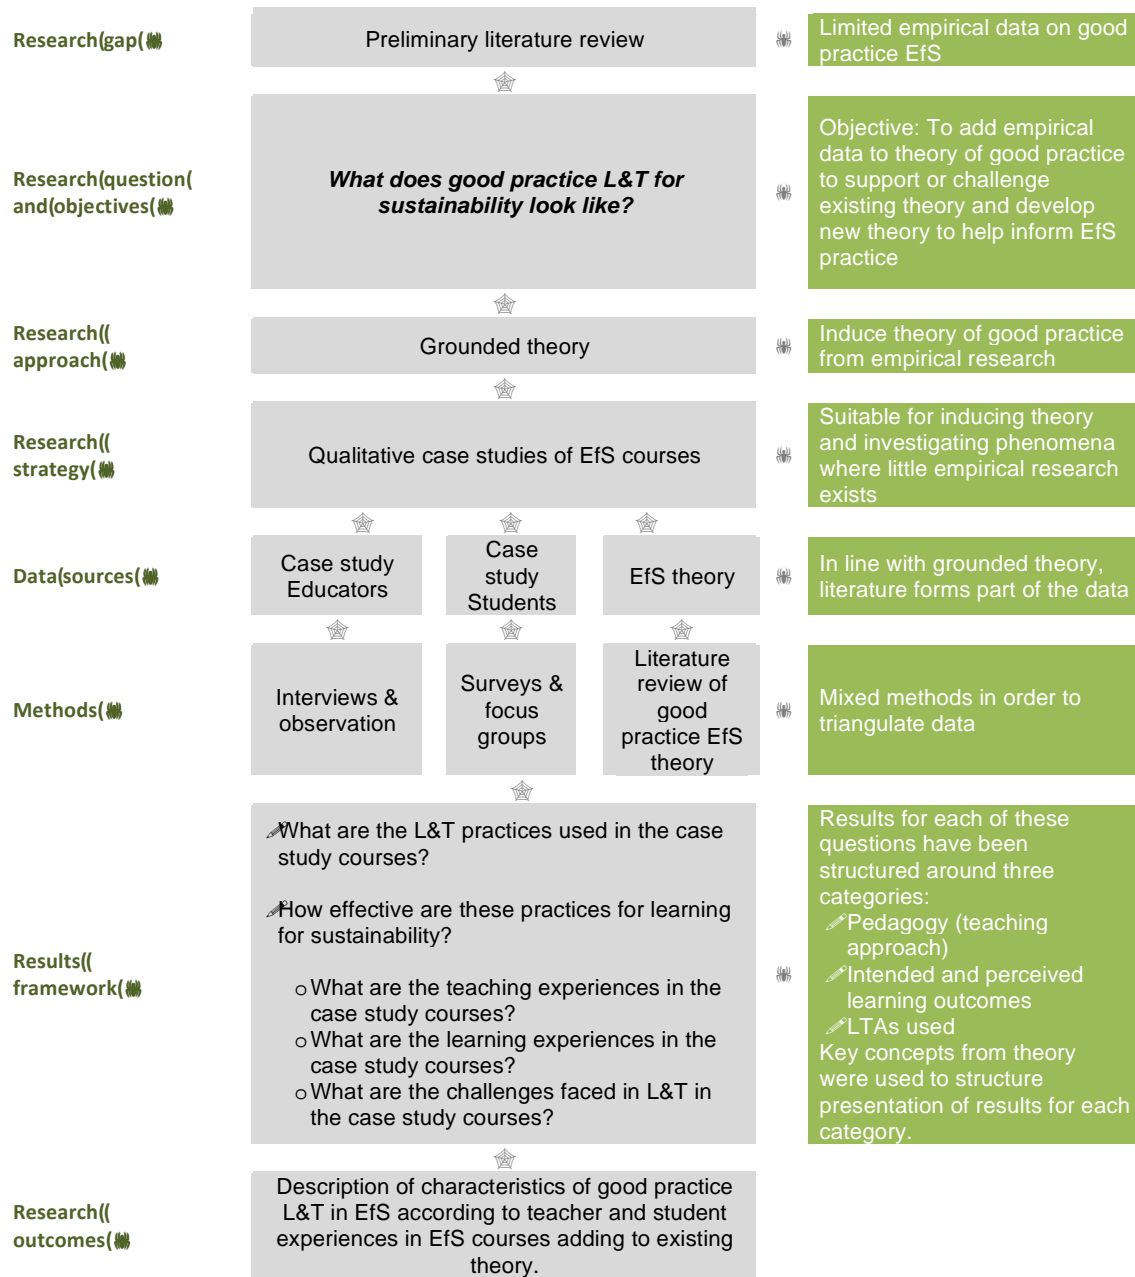 Research(gap(
Preliminary literature review
Limited empirical data on good
practice EfS
Research(question(
and(objectives(
What does good practice L&T for
sustainability look like?
Objective: To add empirical
data to theory of good practice
to support or challenge
existing theory and develop
new theory to help inform EfS
practice
Research((
approach(
Grounded theory
Induce theory of good practice
from empirical research
Research((
strategy(
Qualitative case studies of EfS courses
Suitable for inducing theory
and investigating phenomena
where little empirical research
exists
Data(sources(
Case study
Educators
Case
study
Students
EfS theory
In line with grounded theory,
literature forms part of the data
Methods(
Interviews &
observation
Surveys &
focus
groups
Literature
review of
good
practice EfS
theory
Mixed methods in order to
triangulate data
Results((
framework(
What are the L&T practices used in the case
study courses?
How effective are these practices for learning
for sustainability?
o What are the teaching experiences in the
case study courses?
o What are the learning experiences in the
case study courses?
o What are the challenges faced in L&T in
the case study courses?
Results for each of these
questions have been
structured around three
categories:
Pedagogy (teaching
approach)
Intended and perceived
learning outcomes
LTAs used
Key concepts from theory
were used to structure
presentation of results for each
category.
Research((
outcomes(
Description of characteristics of good practice
L&T in EfS according to teacher and student
experiences in EfS courses adding to existing
theory.